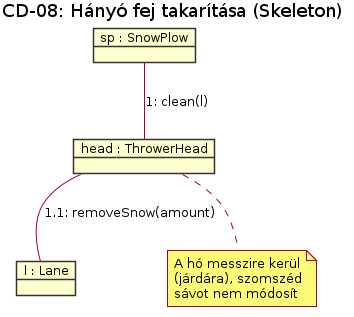 CD-08: Hányó fej takarítása (Skeleton)
sp : SnowPlow
1: clean(l)
head : ThrowerHead
1.1: removeSnow(amount)
l : Lane
A hó messzire kerül
(járdára), szomszéd
sávot nem módosít